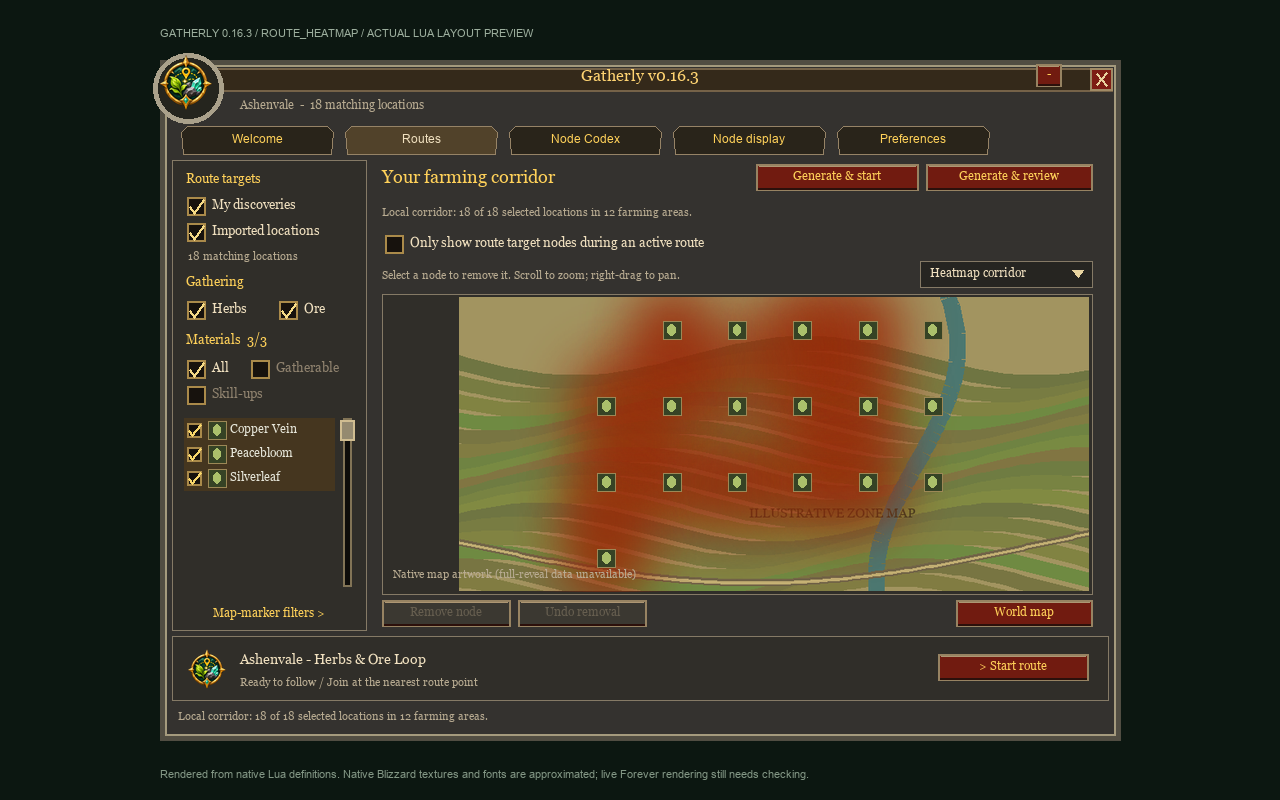 GATHERLY 0.16.3 / ROUTE_HEATMAP / ACTUAL LUA LAYOUT PREVIEW
Gatherly v0.16.3
-
X
Ashenvale - 18 matching locations
Welcome
Routes
Node Codex
Node display
Preferences
Route targets
My discoveries
Imported locations
18 matching locations
Gathering
Herbs
Ore
Materials 3/3
All
Gatherable
Skill-ups
Copper Vein
Peacebloom
Silverleaf
Map-marker filters >
Your farming corridor
Generate & start
Generate & review
Local corridor: 18 of 18 selected locations in 12 farming areas.
Only show route target nodes during an active route
Select a node to remove it. Scroll to zoom; right-drag to pan.
Heatmap corridor
ILLUSTRATIVE ZONE MAP
Native map artwork (full-reveal data unavailable)
Remove node
Undo removal
World map
Ashenvale - Herbs & Ore Loop
Ready to follow / Join at the nearest route point
> Start route
Local corridor: 18 of 18 selected locations in 12 farming areas.
Rendered from native Lua definitions. Native Blizzard textures and fonts are approximated; live Forever rendering still needs checking.